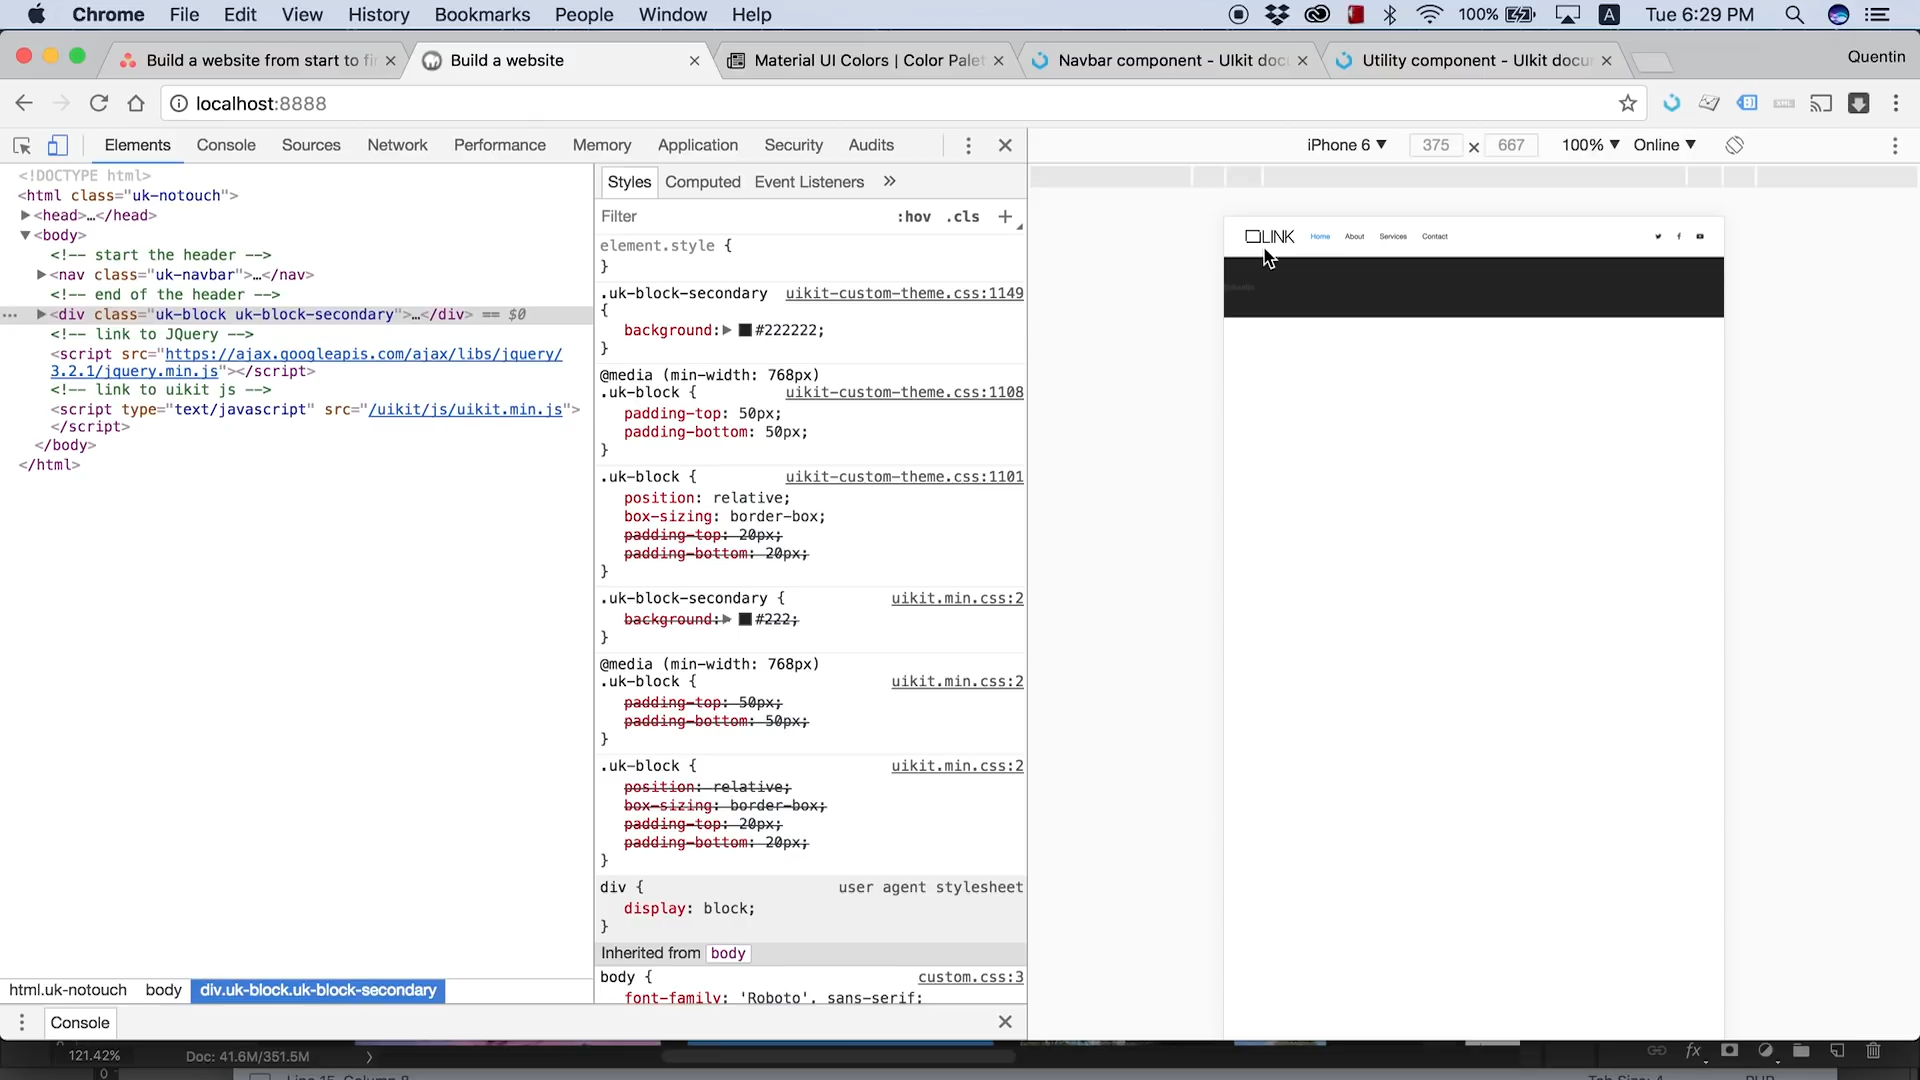 Chrome File Edit View History Bookmarks People Window Help 100% A Tue 6:29 PM
Build a website from start to fi Build a website Material UI Colors | Color Palet Navbar component - UIkit doc Utility component - UIkit docu Quentin
localhost:8888
Elements Console Sources Network Performance Memory Application Security Audits iPhone 6 ▼ 375 × 667 100% ▼ Online ▼
<!DOCTYPE html>
<html class="uk-notouch">
▶<head>…</head>
▼<body>
<!-- start the header -->
▶<nav class="uk-navbar">…</nav>
<!-- end of the header -->
▶<div class="uk-block uk-block-secondary">…</div> == $0
<!-- link to JQuery -->
<script src="https://ajax.googleapis.com/ajax/libs/jquery/
3.2.1/jquery.min.js"></script>
<!-- link to uikit js -->
<script type="text/javascript" src="/uikit/js/uikit.min.js">
</script>
</body>
</html>
html.uk-notouch body div.uk-block.uk-block-secondary
Styles Computed Event Listeners »
Filter :hov .cls +
element.style {
}
.uk-block-secondary uikit-custom-theme.css:1149
{
background:▶ #222222;
}
@media (min-width: 768px)
.uk-block { uikit-custom-theme.css:1108
padding-top: 50px;
padding-bottom: 50px;
}
.uk-block { uikit-custom-theme.css:1101
position: relative;
box-sizing: border-box;
padding-top: 20px;
padding-bottom: 20px;
}
.uk-block-secondary { uikit.min.css:2
background:▶ #222;
}
@media (min-width: 768px)
.uk-block { uikit.min.css:2
padding-top: 50px;
padding-bottom: 50px;
}
.uk-block { uikit.min.css:2
position: relative;
box-sizing: border-box;
padding-top: 20px;
padding-bottom: 20px;
}
div { user agent stylesheet
display: block;
}
Inherited from body
body { custom.css:3
font-family: 'Roboto', sans-serif;
LINK Home About Services Contact
Console
121.42% Doc: 41.6M/351.5M fx
0 Line 15, Column 8 Tab Size: 4 PHP